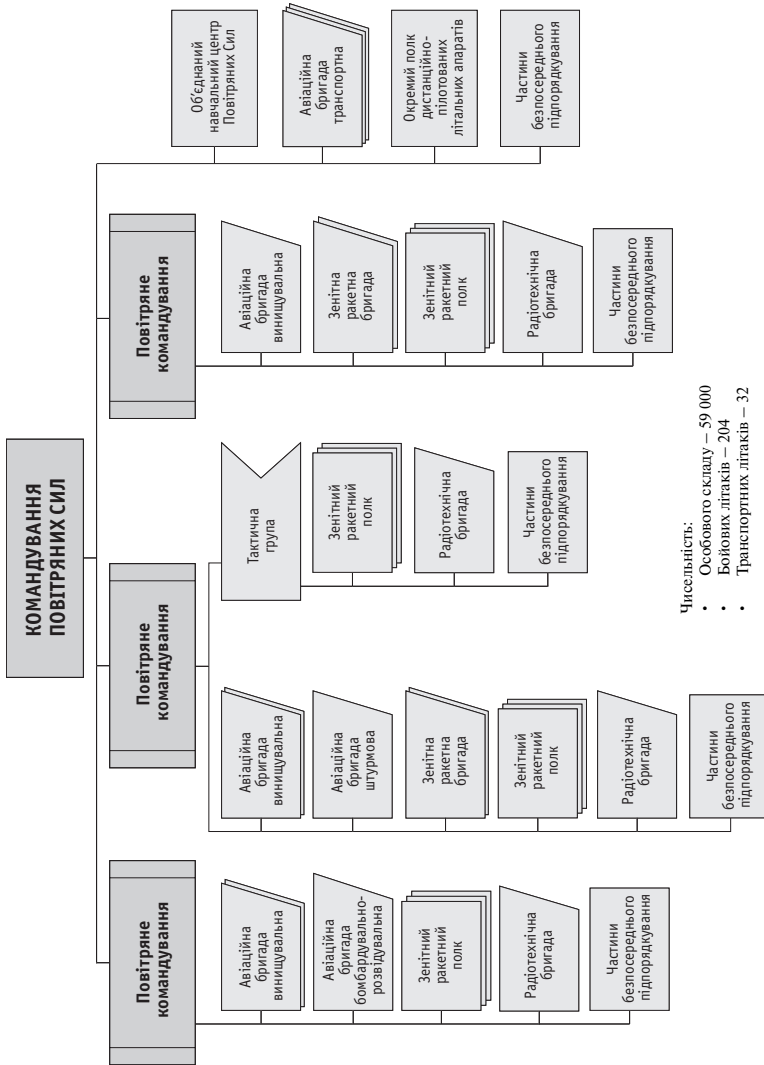 КОМАНДУВАННЯ
ПОВІТРЯНИХ СИЛ
Повітряне
командування
Авіаційна
бригада
винищувальна
Авіаційна
бригада
бомбардувально-
розвідувальна
Зенітний
ракетний
полк
Радіотехнічна
бригада
Частини
безпосереднього
підпорядкування
Повітряне
командування
Авіаційна
бригада
винищувальна
Авіаційна
бригада
штурмова
Зенітна
ракетна
бригада
Зенітний
ракетний
полк
Радіотехнічна
бригада
Частини
безпосереднього
підпорядкування
Тактична
група
Зенітний
ракетний
полк
Радіотехнічна
бригада
Частини
безпосереднього
підпорядкування
Повітряне
командування
Авіаційна
бригада
винищувальна
Зенітна
ракетна
бригада
Зенітний
ракетний
полк
Радіотехнічна
бригада
Частини
безпосереднього
підпорядкування
Об’єднаний
навчальний центр
Повітряних Сил
Авіаційна
бригада
транспортна
Окремий полк
дистанційно-
пілотованих
літальних апаратів
Частини
безпосереднього
підпорядкування
Чисельність:
• Особового складу – 59 000
• Бойових літаків – 204
• Транспортних літаків – 32